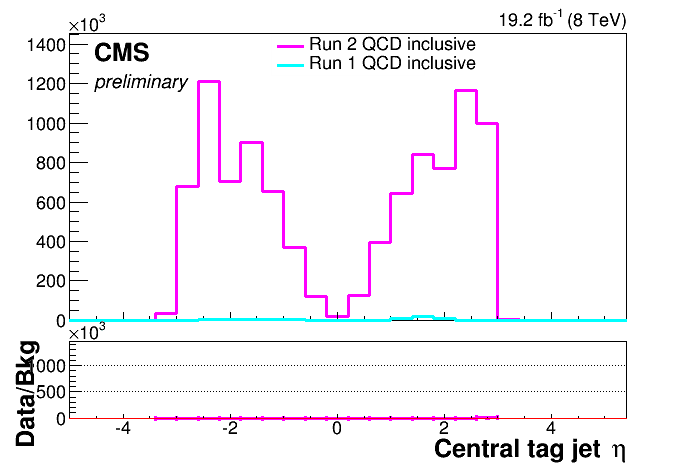 ×10³
19.2 fb⁻¹ (8 TeV)
1400
CMS
Run 2 QCD inclusive
preliminary
Run 1 QCD inclusive
1200
1000
800
600
400
200
0
×10³
Data/Bkg
1000
500
0
-4 -2 0 2 4
Central tag jet η